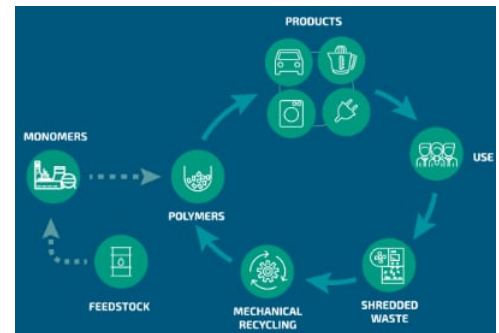 PRODUCTS
MONOMERS
USE
POLYMERS
FEEDSTOCK
MECHANICAL
RECYCLING
SHREDDED
WASTE